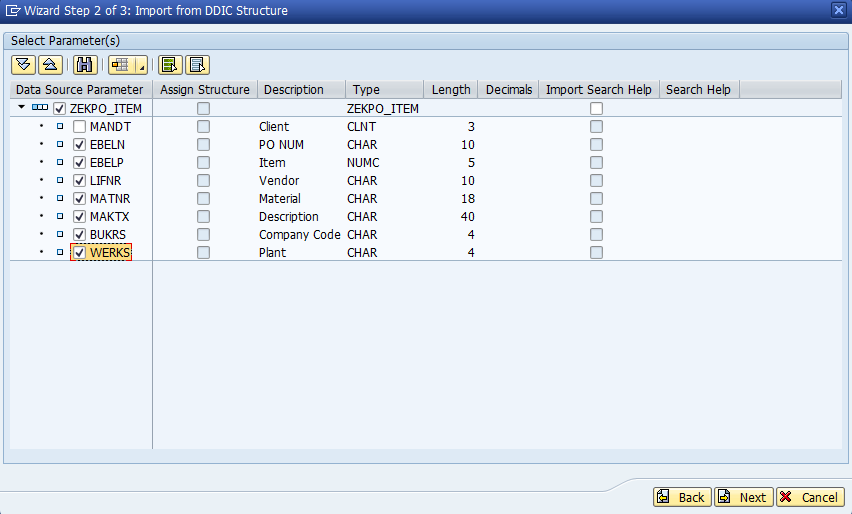 Wizard Step 2 of 3: Import from DDIC Structure
Select Parameter(s)
Data Source Parameter Assign Structure Description Type Length Decimals Import Search Help Search Help
ZEKPO_ITEM ZEKPO_ITEM
MANDT Client CLNT 3
EBELN PO NUM CHAR 10
EBELP Item NUMC 5
LIFNR Vendor CHAR 10
MATNR Material CHAR 18
MAKTX Description CHAR 40
BUKRS Company Code CHAR 4
WERKS Plant CHAR 4
Back Next Cancel